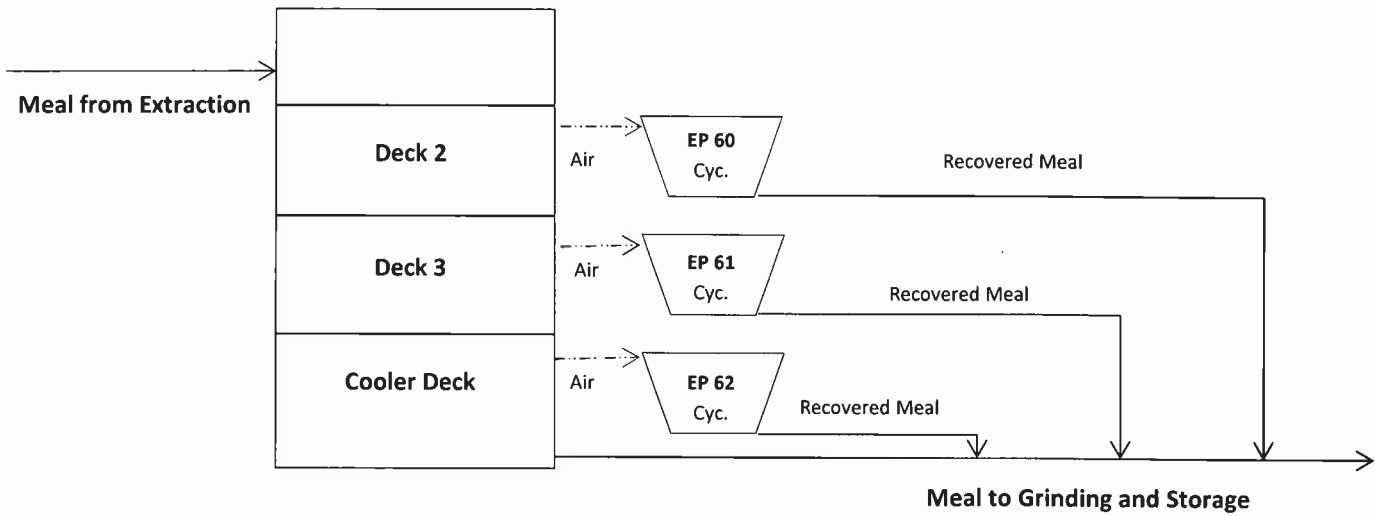 Meal from Extraction
Deck 2
Air
EP 60
Cyc.
Recovered Meal
Deck 3
Air
EP 61
Cyc.
Recovered Meal
Cooler Deck
Air
EP 62
Cyc.
Recovered Meal
Meal to Grinding and Storage